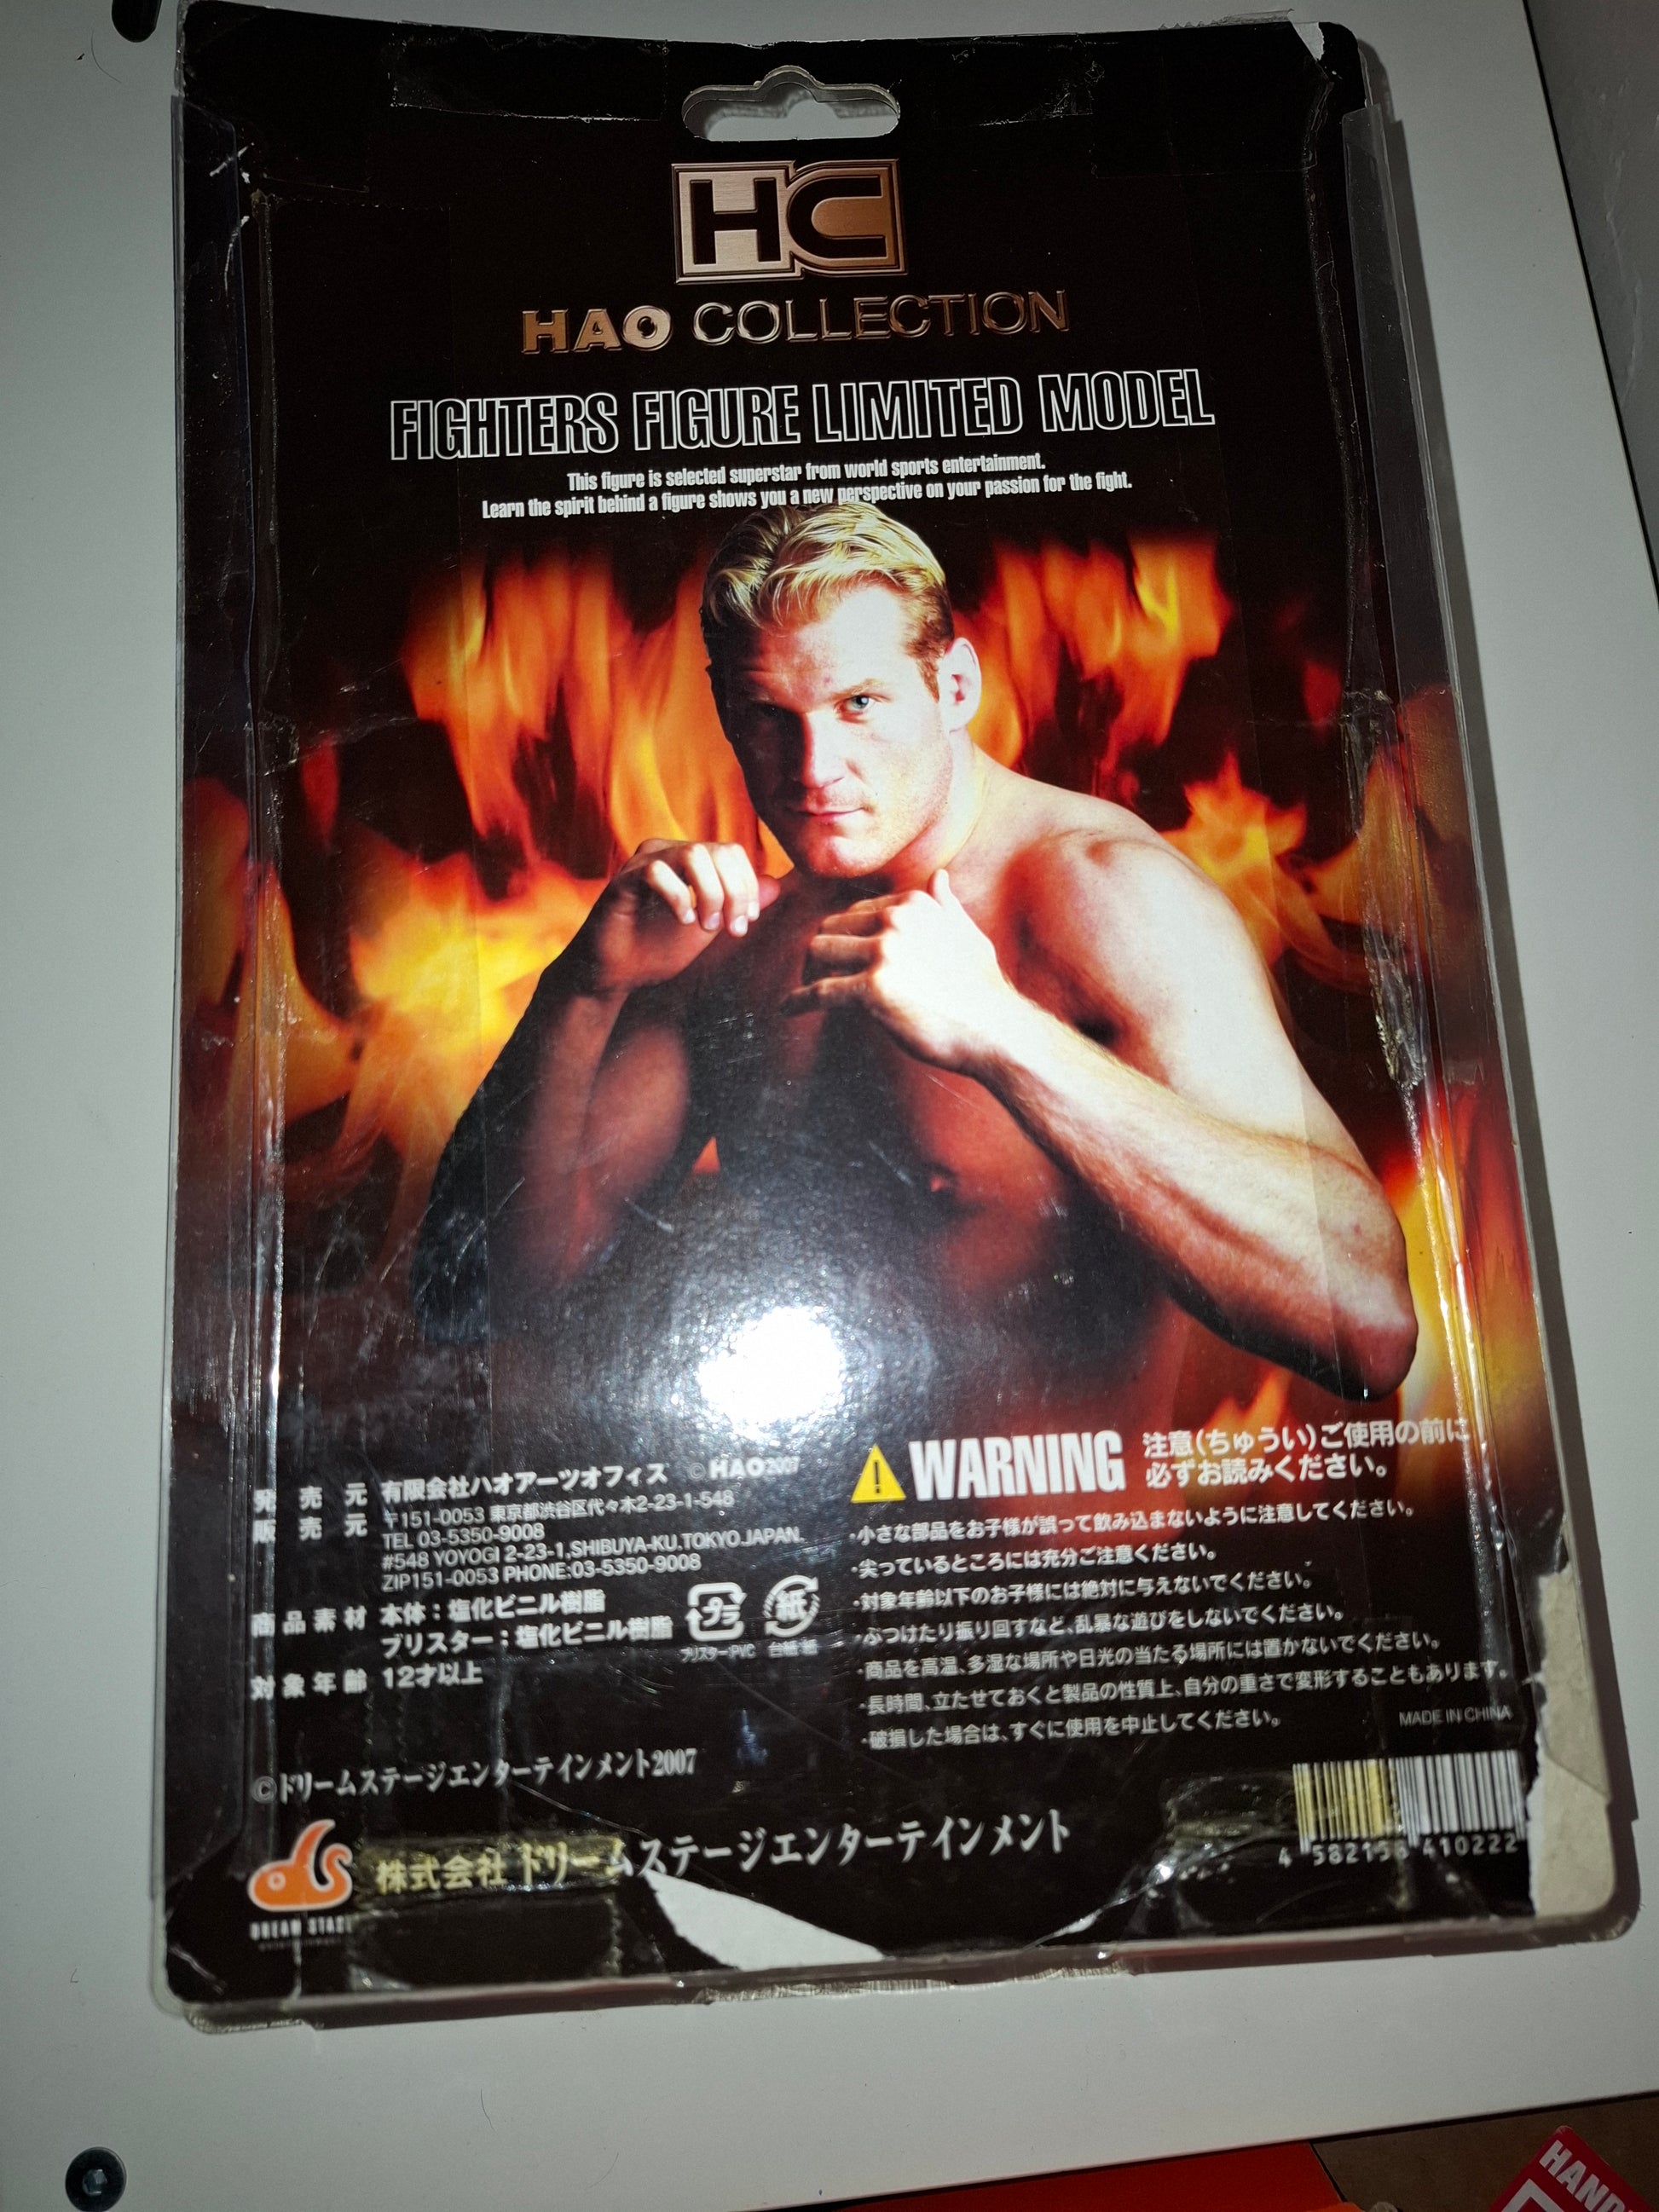 HC
HAO COLLECTION
FIGHTERS FIGURE LIMITED MODEL
This figure is selected superstar from world sports entertainment.
Learn the spirit behind a figure shows you a new perspective on your passion for the fight.
発売元 有限会社ハオアーツオフィス ©HAO2007
販売元 〒151-0053 東京都渋谷区代々木2-23-1-548
TEL 03-5350-9008
#548 YOYOGI 2-23-1,SHIBUYA-KU.TOKYO.JAPAN.
ZIP151-0053 PHONE:03-5350-9008
商品素材 本体：塩化ビニル樹脂
ブリスター：塩化ビニル樹脂
プラ 紙
ブリスターPVC 台紙:紙
対象年齢 12才以上
WARNING 注意(ちゅうい)ご使用の前に
必ずお読みください。
・小さな部品をお子様が誤って飲み込まないように注意してください。
・尖っているところには充分ご注意ください。
・対象年齢以下のお子様には絶対に与えないでください。
・ぶつけたり振り回すなど、乱暴な遊びをしないでください。
・商品を高温、多湿な場所や日光の当たる場所には置かないでください。
・長時間、立たせておくと製品の性質上、自分の重さで変形することもあります。
・破損した場合は、すぐに使用を中止してください。
MADE IN CHINA
©ドリームステージエンターテインメント2007
株式会社 ドリームステージエンターテインメント
DREAM STAGE
4 582158 410222
HAND